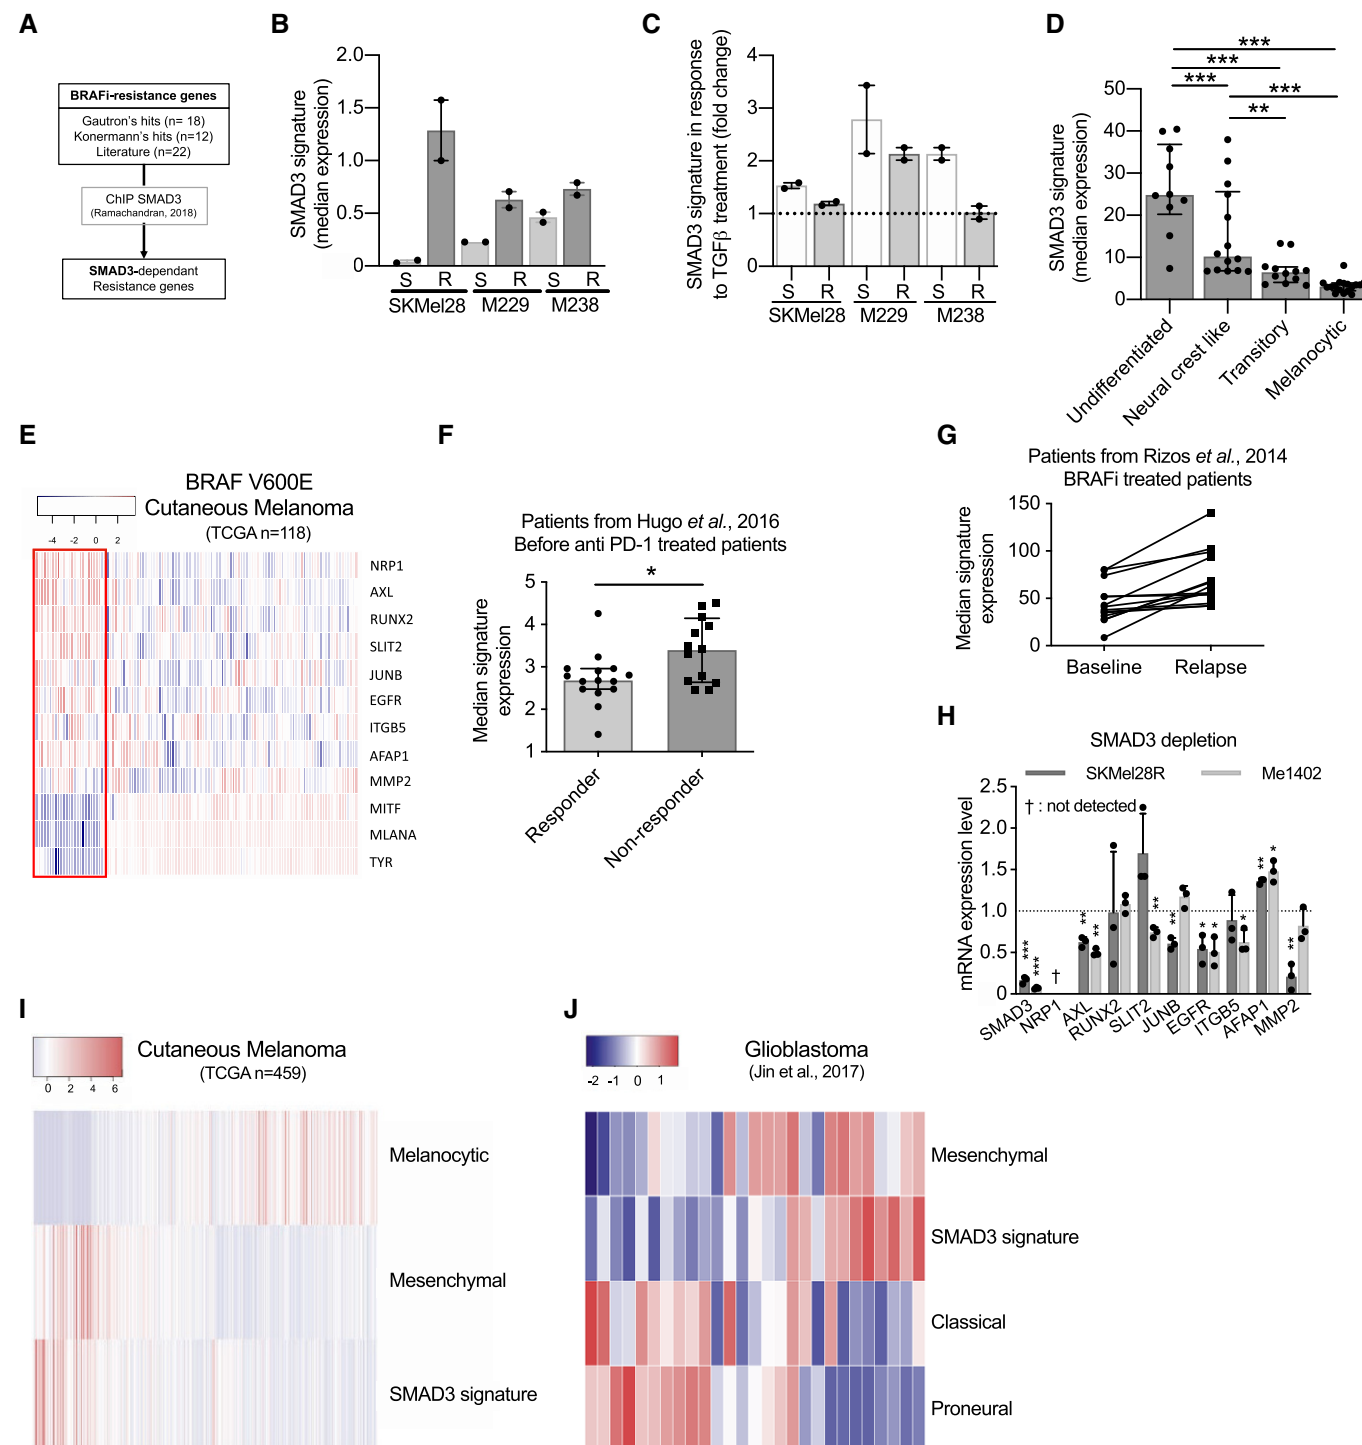 A
BRAFi-resistance genes
Gautron's hits (n= 18)
Konermann's hits (n=12)
Literature (n=22)
ChIP SMAD3
(Ramachandran, 2018)
SMAD3-dependant
Resistance genes
B
SMAD3 signature
(median expression)
2.0
1.5
1.0
0.5
0
S R S R S R
SKMel28 M229 M238
C
SMAD3 signature in response
to TGFβ treatment (fold change)
4
3
2
1
0
S R S R S R
SKMel28 M229 M238
D
SMAD3 signature
(median expression)
50
40
30
20
10
0
***
***
*** ***
**
Undifferentiated
Neural crest like
Transitory
Melanocytic
E
BRAF V600E
Cutaneous Melanoma
(TCGA n=118)
-4 -2 0 2
NRP1
AXL
RUNX2
SLIT2
JUNB
EGFR
ITGB5
AFAP1
MMP2
MITF
MLANA
TYR
F
Patients from Hugo et al., 2016
Before anti PD-1 treated patients
Median signature
expression
5
4
3
2
1
*
Responder
Non-responder
G
Patients from Rizos et al., 2014
BRAFi treated patients
Median signature
expression
150
100
50
0
Baseline Relapse
H
SMAD3 depletion
SKMel28R Me1402
† : not detected
mRNA expression level
2.5
2.0
1.5
1.0
0.5
0
*** *** † ** ** ** ** * * * ** * **
SMAD3
NRP1
AXL
RUNX2
SLIT2
JUNB
EGFR
ITGB5
AFAP1
MMP2
I
Cutaneous Melanoma
(TCGA n=459)
0 2 4 6
Melanocytic
Mesenchymal
SMAD3 signature
J
Glioblastoma
(Jin et al., 2017)
-2 -1 0 1
Mesenchymal
SMAD3 signature
Classical
Proneural